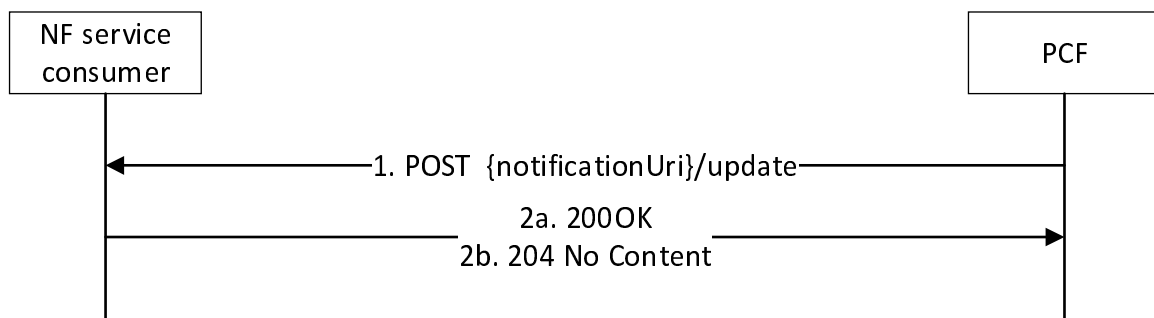 NF service
consumer
PCF
1. POST {notificationUri}/update
2a. 200OK
2b. 204 No Content